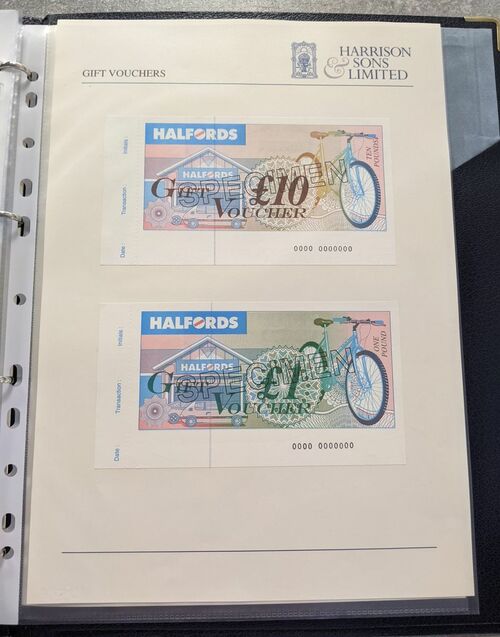 GIFT VOUCHERS
HARRISON
& SONS
LIMITED
HALFORDS
Date :
Transaction :
Initials :
HALFORDS
GIFT
VOUCHER
£10
SPECIMEN
TEN
POUNDS
0000 0000000
HALFORDS
Date :
Transaction :
Initials :
HALFORDS
GIFT
VOUCHER
£1
SPECIMEN
ONE
POUND
0000 0000000